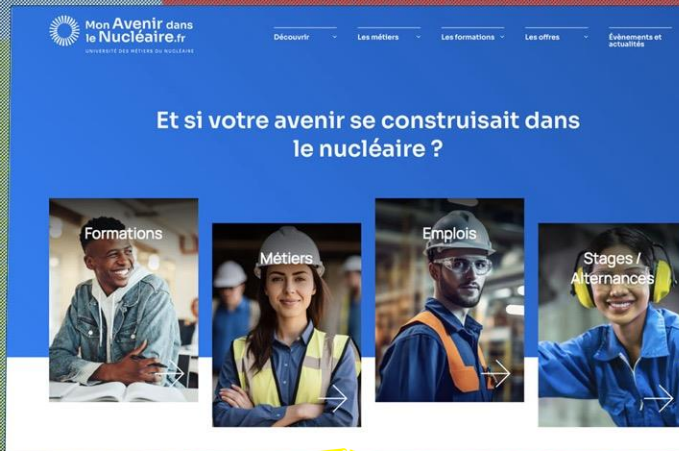 Mon Avenir dans
le Nucléaire.fr
UNIVERSITÉ DES MÉTIERS DU NUCLÉAIRE
Découvrir
Les métiers
Les formations
Les offres
Évènements et
actualités
Et si votre avenir se construisait dans
le nucléaire ?
Formations
Métiers
Emplois
Stages /
Alternances